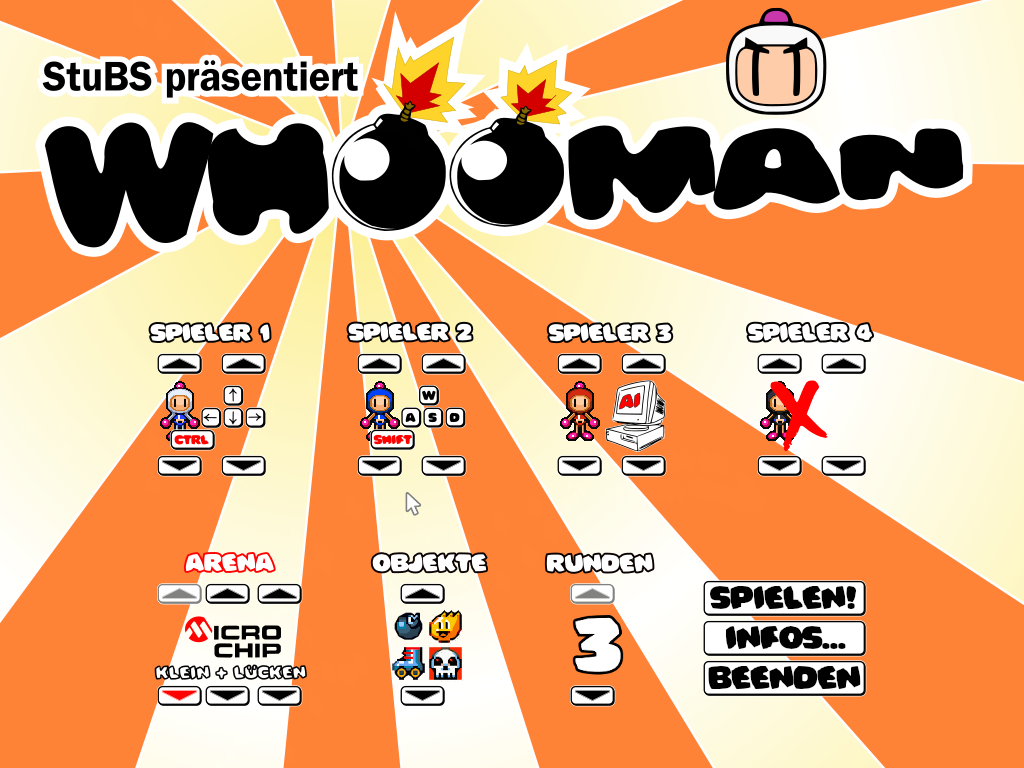 StuBS präsentiert
WHOOMAN
SPIELER 1
SPIELER 2
SPIELER 3
SPIELER 4
↑
← ↓ →
CTRL
W
A S D
SHIFT
AI
ARENA
OBJEKTE
RUNDEN
MICRO
CHIP
KLEIN + LÜCKEN
3
SPIELEN!
INFOS...
BEENDEN